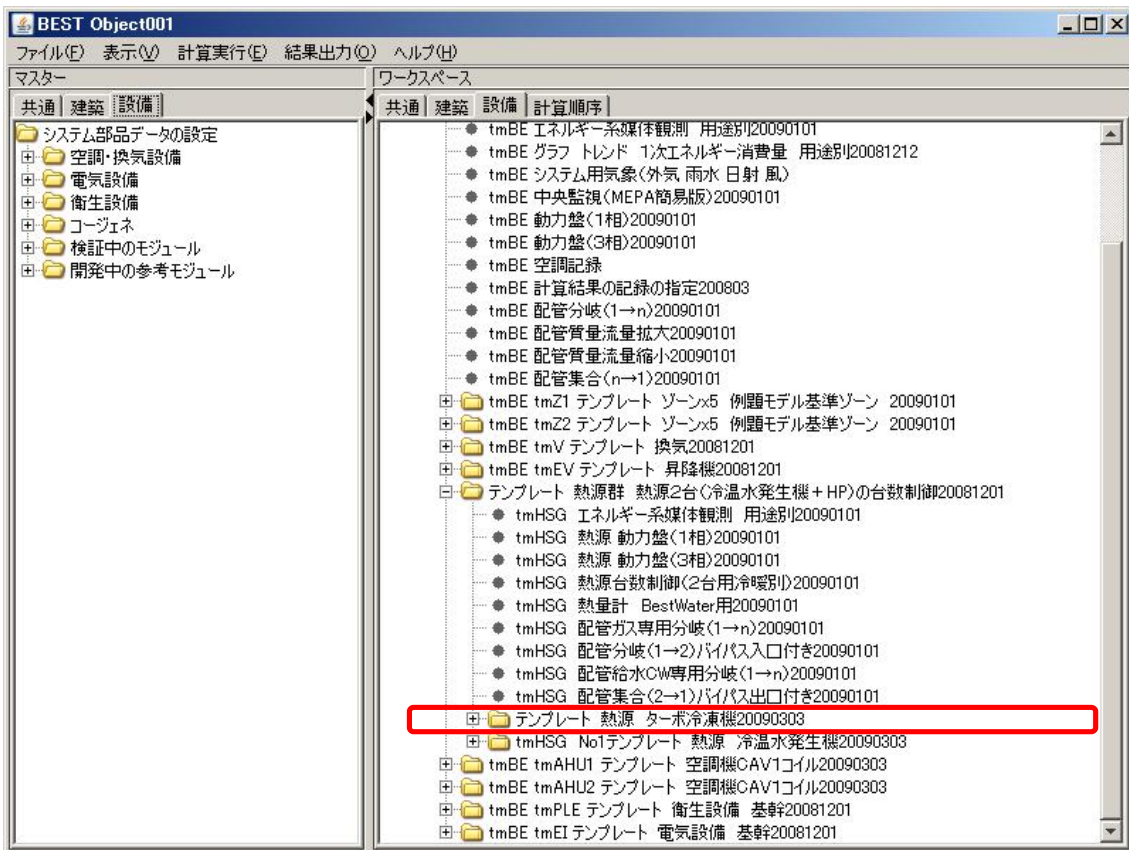 BEST Object001
ファイル(F) 表示(V) 計算実行(E) 結果出力(O) ヘルプ(H)
マスター
共通 建築 設備
システム部品データの設定
空調・換気設備
電気設備
衛生設備
コージェネ
検証中のモジュール
開発中の参考モジュール
ワークスペース
共通 建築 設備 計算順序
tmBE エネルギー系媒体観測 用途別20090101
tmBE グラフ トレンド 1次エネルギー消費量 用途別20081212
tmBE システム用気象(外気 雨水 日射 風)
tmBE 中央監視(MEPA簡易版)20090101
tmBE 動力盤(1相)20090101
tmBE 動力盤(3相)20090101
tmBE 空調記録
tmBE 計算結果の記録の指定200803
tmBE 配管分岐(1→n)20090101
tmBE 配管質量流量拡大20090101
tmBE 配管質量流量縮小20090101
tmBE 配管集合(n→1)20090101
tmBE tmZ1 テンプレート ゾーンx5 例題モデル基準ゾーン 20090101
tmBE tmZ2 テンプレート ゾーンx5 例題モデル基準ゾーン 20090101
tmBE tmV テンプレート 換気20081201
tmBE tmEV テンプレート 昇降機20081201
テンプレート 熱源群 熱源2台(冷温水発生機+HP)の台数制御20081201
tmHSG エネルギー系媒体観測 用途別20090101
tmHSG 熱源 動力盤(1相)20090101
tmHSG 熱源 動力盤(3相)20090101
tmHSG 熱源台数制御(2台用冷暖別)20090101
tmHSG 熱量計 BestWater用20090101
tmHSG 配管ガス専用分岐(1→n)20090101
tmHSG 配管分岐(1→2)バイパス入口付き20090101
tmHSG 配管給水CW専用分岐(1→n)20090101
tmHSG 配管集合(2→1)バイパス出口付き20090101
テンプレート 熱源 ターボ冷凍機20090303
tmHSG No1テンプレート 熱源 冷温水発生機20090303
tmBE tmAHU1 テンプレート 空調機CAV1コイル20090303
tmBE tmAHU2 テンプレート 空調機CAV1コイル20090303
tmBE tmPLE テンプレート 衛生設備 基幹20081201
tmBE tmEI テンプレート 電気設備 基幹20081201